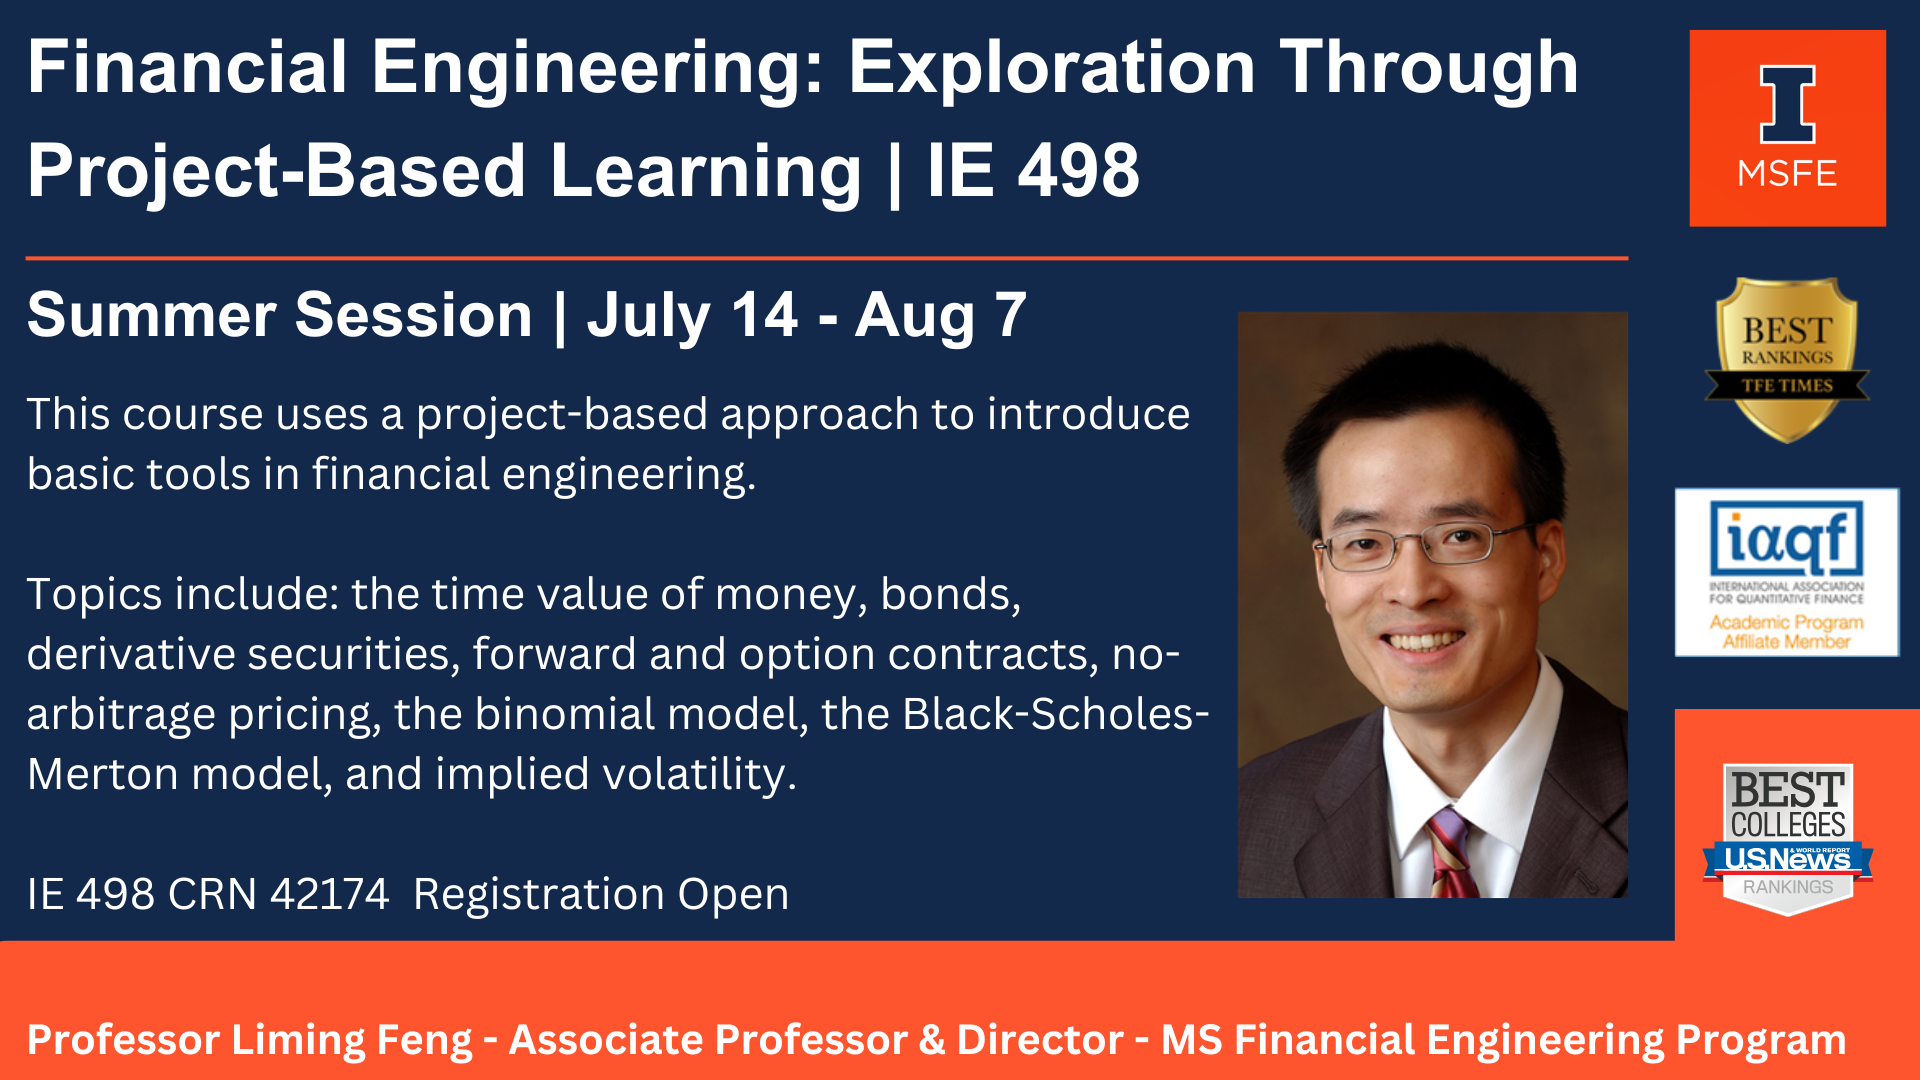 Financial Engineering: Exploration Through
Project-Based Learning | IE 498
Summer Session | July 14 - Aug 7
This course uses a project-based approach to introduce
basic tools in financial engineering.
Topics include: the time value of money, bonds,
derivative securities, forward and option contracts, no-
arbitrage pricing, the binomial model, the Black-Scholes-
Merton model, and implied volatility.
IE 498 CRN 42174  Registration Open
Professor Liming Feng - Associate Professor & Director - MS Financial Engineering Program
I
MSFE
BEST
RANKINGS
TFE TIMES
iaqf
INTERNATIONAL ASSOCIATION
FOR QUANTITATIVE FINANCE
Academic Program
Affiliate Member
BEST
COLLEGES
U.S.News
& WORLD REPORT
RANKINGS